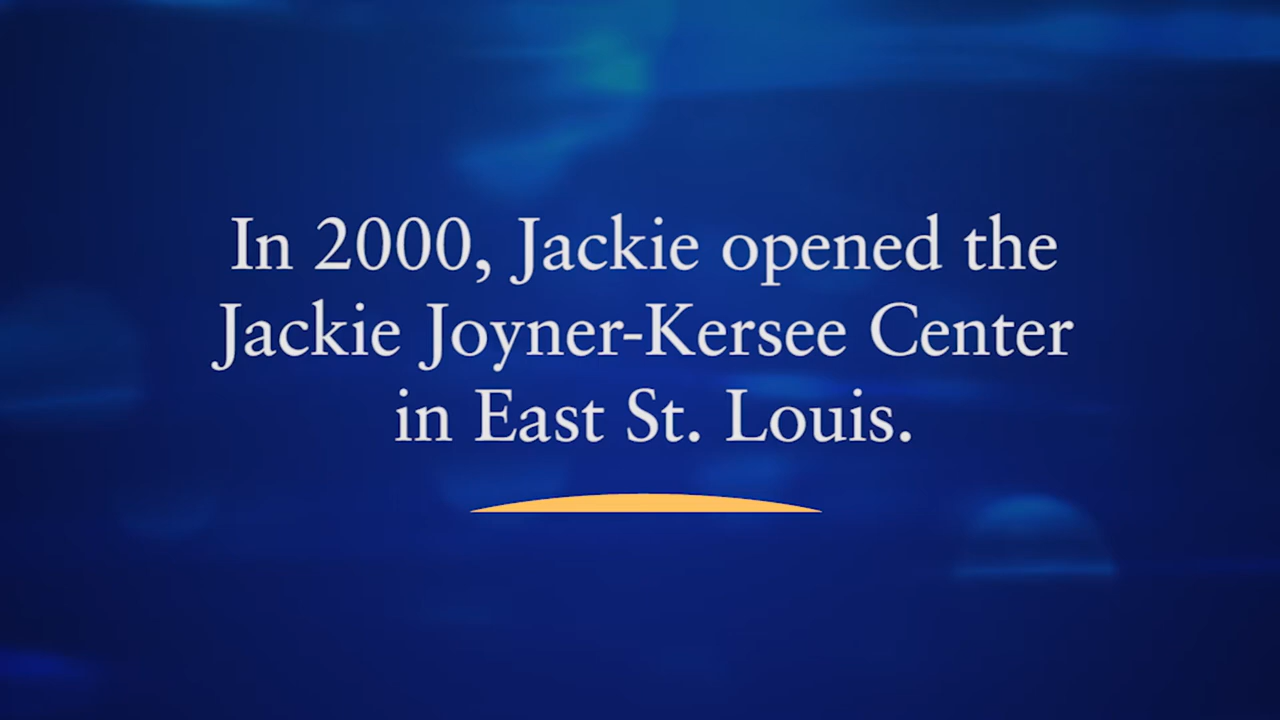 In 2000, Jackie opened the
Jackie Joyner-Kersee Center
in East St. Louis.